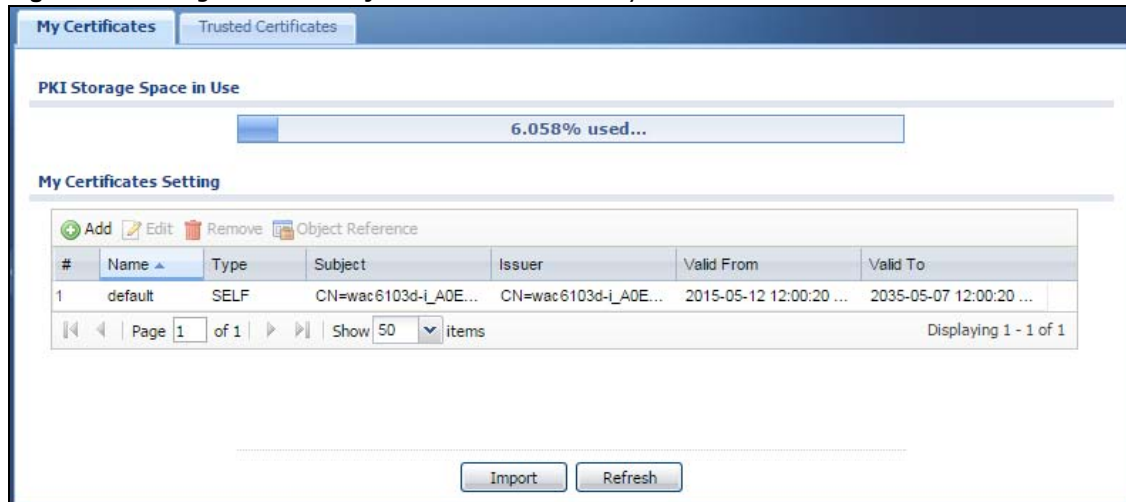 My Certificates Trusted Certificates
PKI Storage Space in Use
6.058% used...
My Certificates Setting
Add Edit Remove Object Reference
# Name Type Subject Issuer Valid From Valid To
1 default SELF CN=wac6103d-i_A0E... CN=wac6103d-i_A0E... 2015-05-12 12:00:20 ... 2035-05-07 12:00:20 ...
Page 1 of 1 Show 50 items Displaying 1 - 1 of 1
Import Refresh